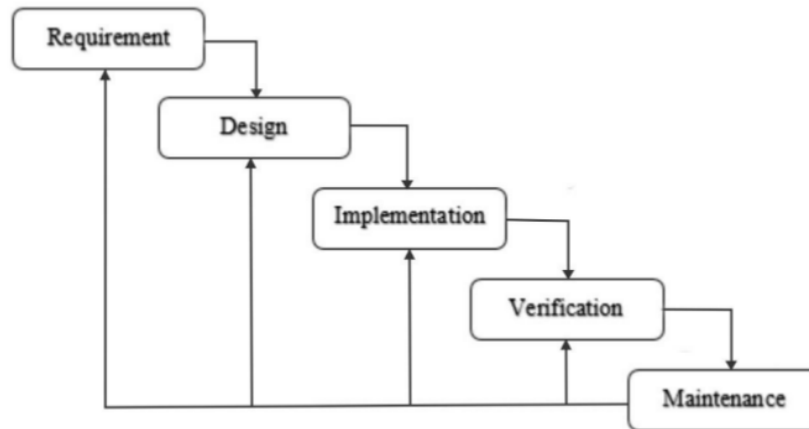 Requirement
Design
Implementation
Verification
Maintenance